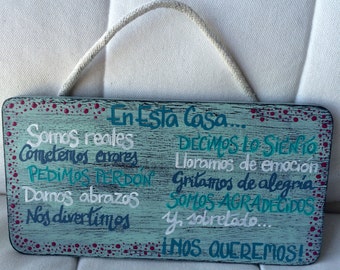 En Esta Casa...
Somos reales
Cometemos errores
PEDIMOS PERDÓN
Damos abrazos
Nos divertimos
DECIMOS LO SIENTO
Lloramos de emoción
Gritamos de alegría
SOMOS AGRADECIDOS
Y sobretodo...
¡NOS QUEREMOS!